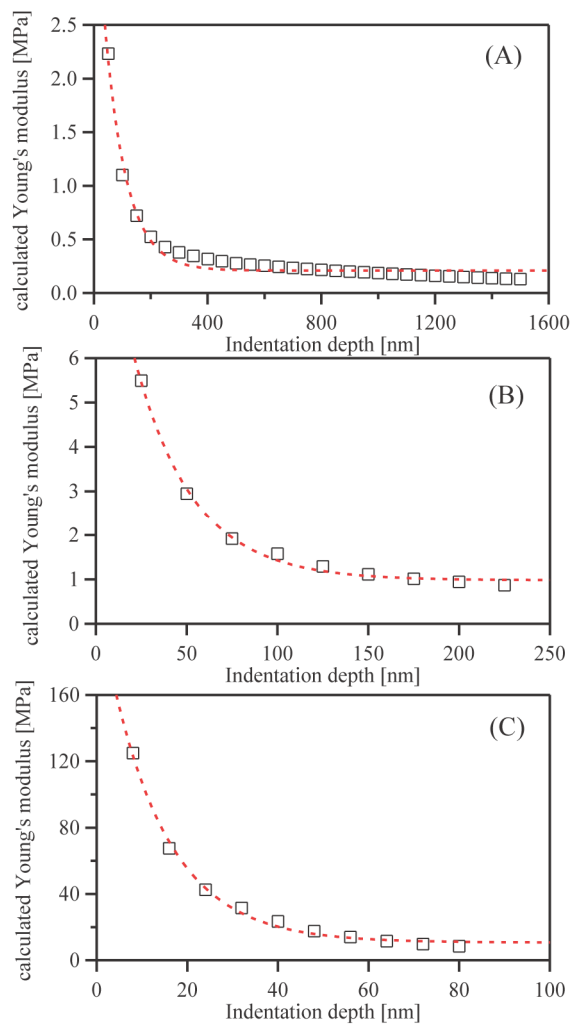 calculated Young's modulus [MPa]
2.5
2.0
1.5
1.0
0.5
0.0
(A)
0 400 800 1200 1600
Indentation depth [nm]
calculated Young's modulus [MPa]
6
5
4
3
2
1
0
(B)
0 50 100 150 200 250
Indentation depth [nm]
calculated Young's modulus [MPa]
160
120
80
40
0
(C)
0 20 40 60 80 100
Indentation depth [nm]